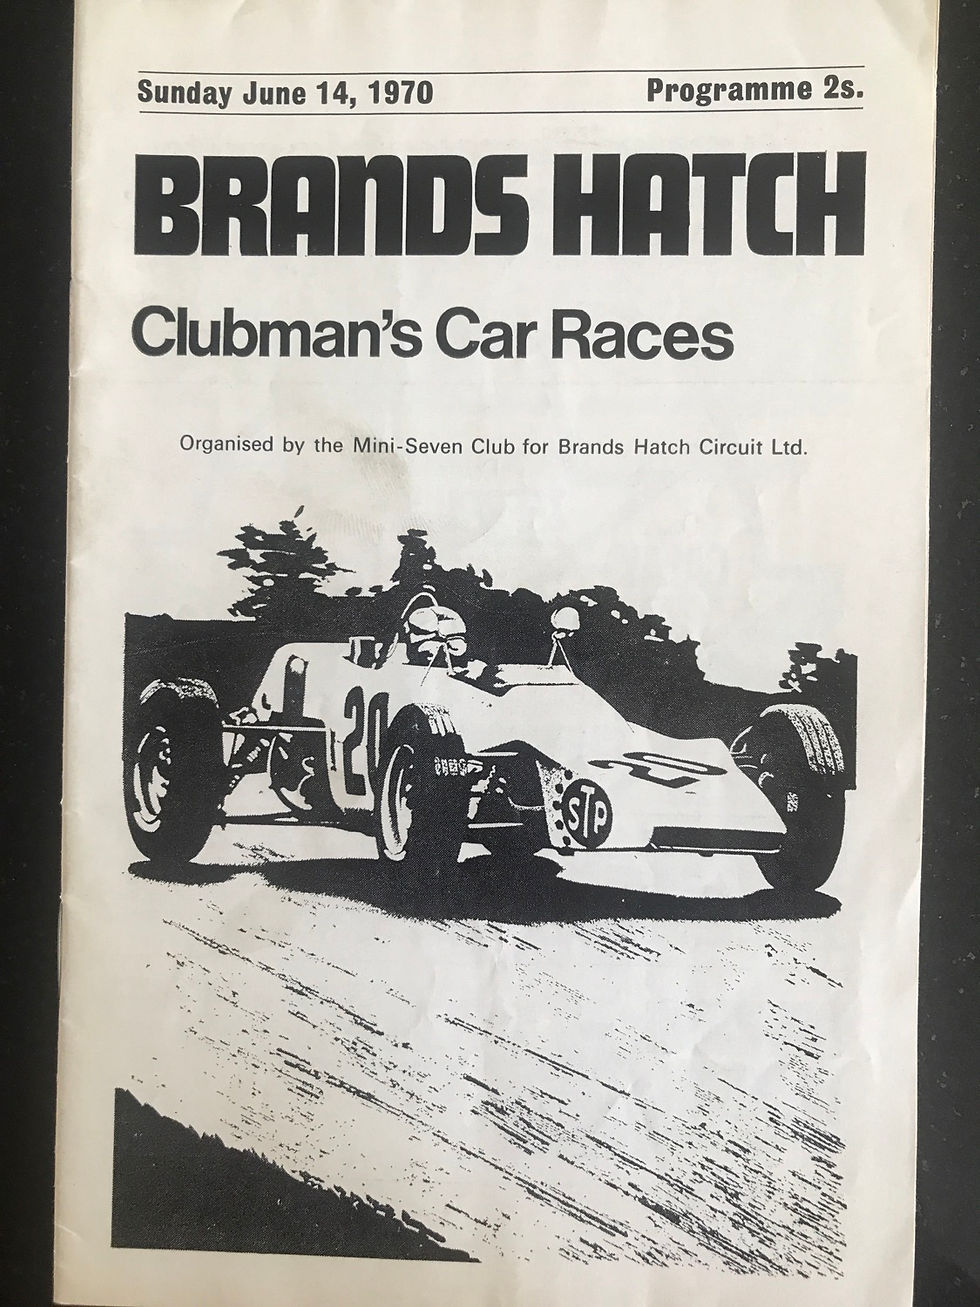 Sunday June 14, 1970 Programme 2s.
BRANDS HATCH
Clubman's Car Races
Organised by the Mini-Seven Club for Brands Hatch Circuit Ltd.
20 20
STP